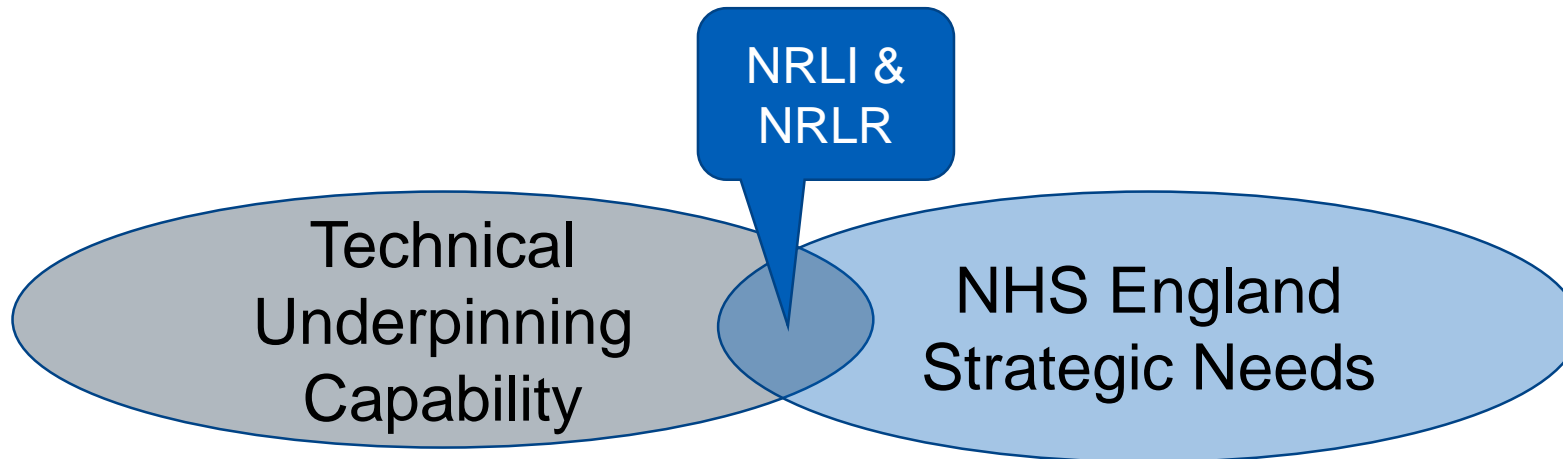 NRLI &
NRLR
Technical
Underpinning
Capability
NHS England
Strategic Needs